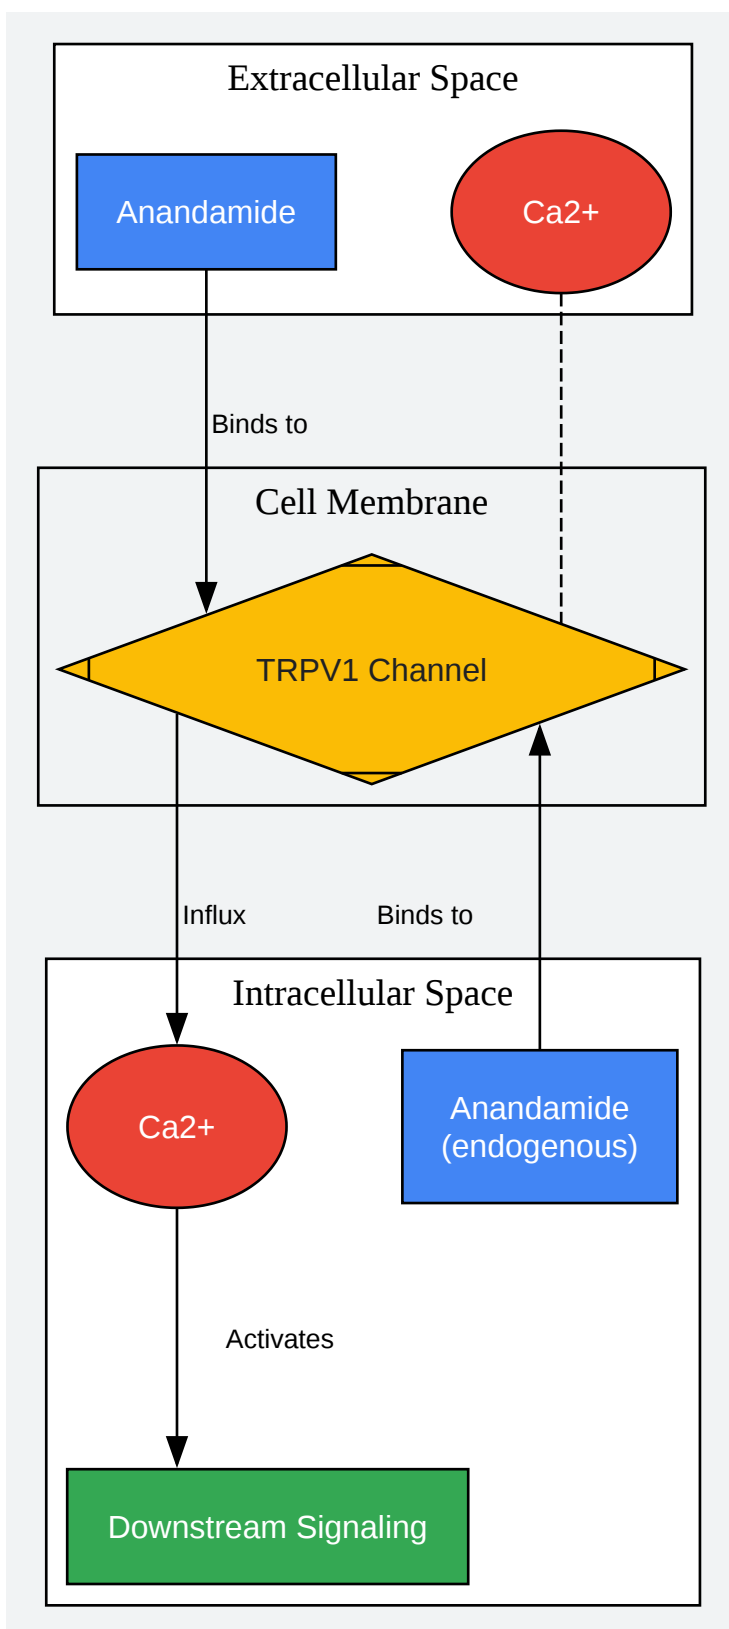 Extracellular Space
Anandamide
Ca2+
Binds to
Cell Membrane
TRPV1 Channel
Influx
Binds to
Intracellular Space
Ca2+
Anandamide
(endogenous)
Activates
Downstream Signaling